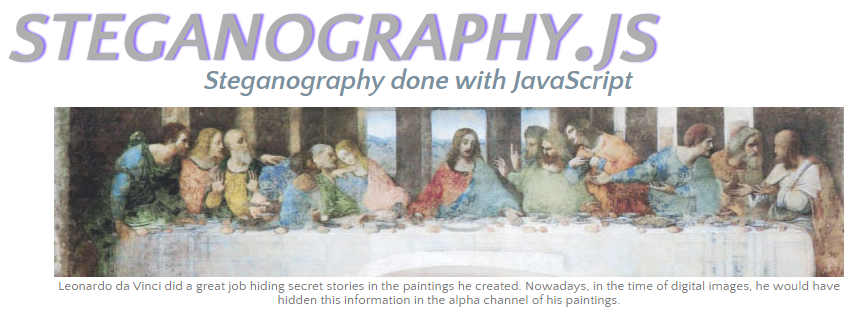 STEGANOGRAPHY.JS
Steganography done with JavaScript
Leonardo da Vinci did a great job hiding secret stories in the paintings he created. Nowadays, in the time of digital images, he would have
hidden this information in the alpha channel of his paintings.